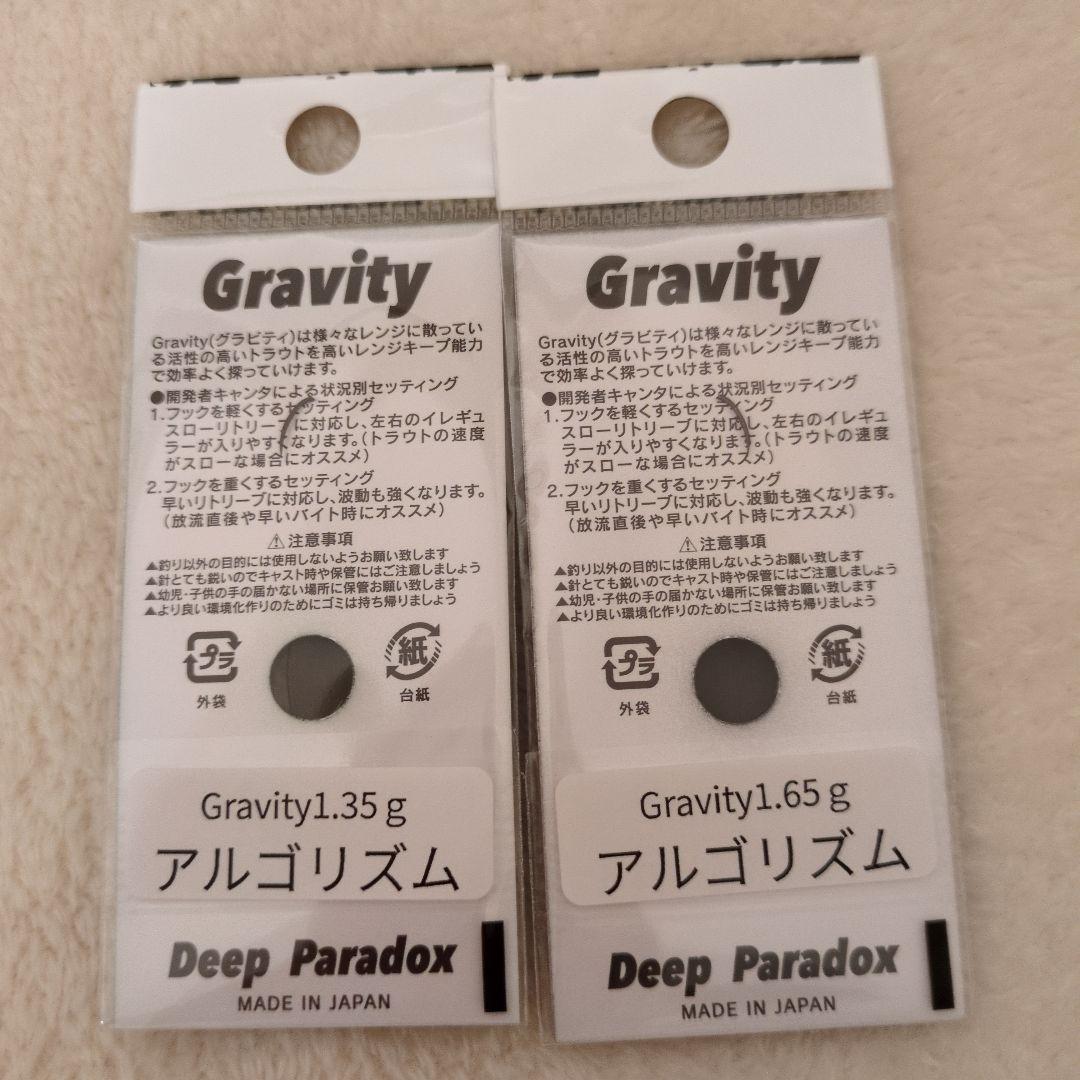 Gravity
Gravity(グラビティ)は様々なレンジに散ってい
る活性の高いトラウトを高いレンジキープ能力
で効率よく探っていけます。
●開発者キャンタによる状況別セッティング
1.フックを軽くするセッティング
スローリトリーブに対応し、左右のイレギュ
ラーが入りやすくなります。(トラウトの速度
がスローな場合にオススメ)
2.フックを重くするセッティング
早いリトリーブに対応し、波動も強くなります。
(放流直後や早いバイト時にオススメ)
⚠注意事項
▲釣り以外の目的には使用しないようお願い致します
▲針とても鋭いのでキャスト時や保管にはご注意しましょう
▲幼児・子供の手の届かない場所に保管お願い致します
▲より良い環境化作りのためにゴミは持ち帰りましょう
プラ
外袋
紙
台紙
Gravity1.35g
アルゴリズム
Deep Paradox
MADE IN JAPAN
Gravity
Gravity(グラビティ)は様々なレンジに散ってい
る活性の高いトラウトを高いレンジキープ能力
で効率よく探っていけます。
●開発者キャンタによる状況別セッティング
1.フックを軽くするセッティング
スローリトリーブに対応し、左右のイレギュ
ラーが入りやすくなります。(トラウトの速度
がスローな場合にオススメ)
2.フックを重くするセッティング
早いリトリーブに対応し、波動も強くなります。
(放流直後や早いバイト時にオススメ)
⚠注意事項
▲釣り以外の目的には使用しないようお願い致します
▲針とても鋭いのでキャスト時や保管にはご注意しましょう
▲幼児・子供の手の届かない場所に保管お願い致します
▲より良い環境化作りのためにゴミは持ち帰りましょう
プラ
外袋
紙
台紙
Gravity1.65g
アルゴリズム
Deep Paradox
MADE IN JAPAN